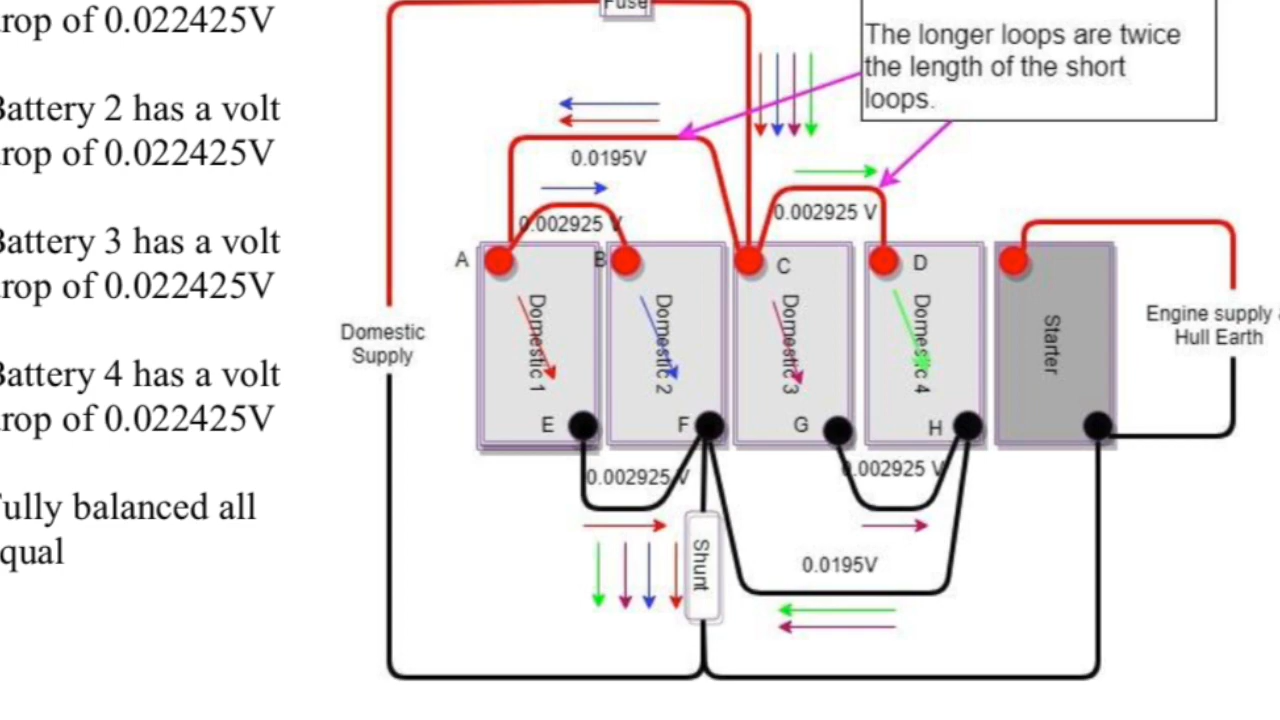 rop of 0.022425V
Battery 2 has a volt
rop of 0.022425V
Battery 3 has a volt
rop of 0.022425V
Battery 4 has a volt
rop of 0.022425V
fully balanced all
qual
Fuse
The longer loops are twice
the length of the short
loops.
0.0195V
0.002925 V
0.002925 V
A
B
C
D
Domestic 1
Domestic 2
Domestic 3
Domestic 4
Starter
Domestic
Supply
Engine supply &
Hull Earth
E
F
G
H
0.002925 V
0.002925 V
Shunt
0.0195V